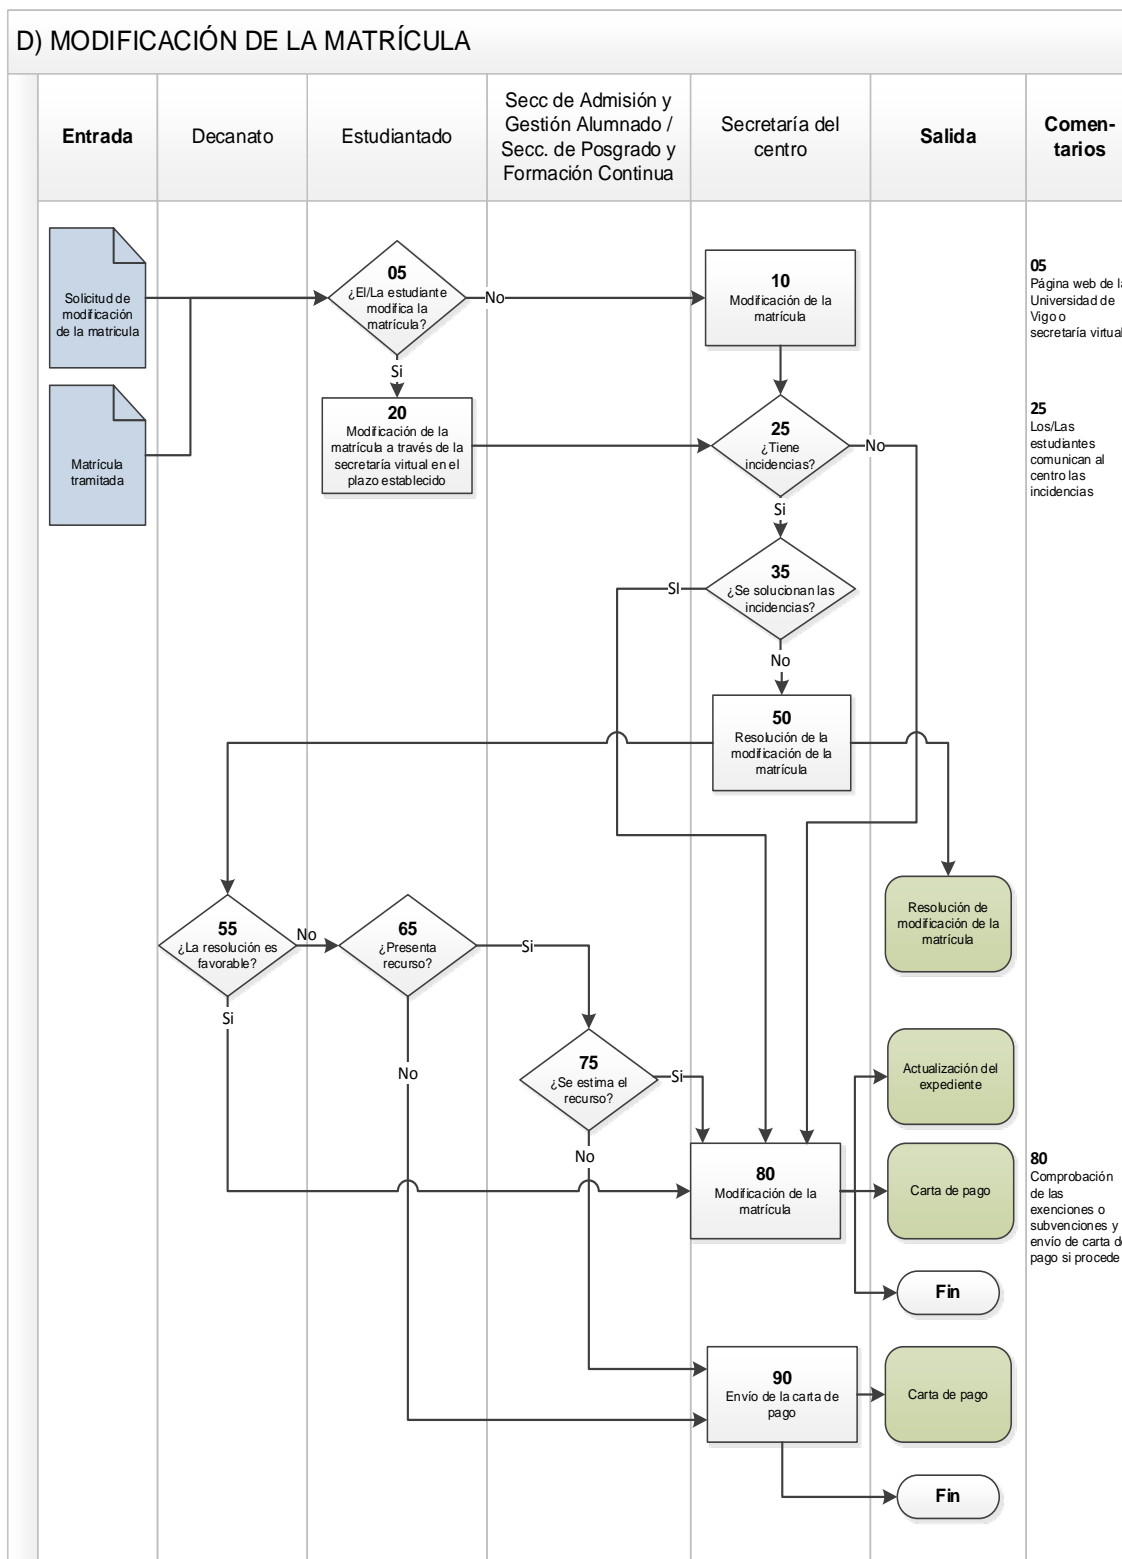 D) MODIFICACIÓN DE LA MATRÍCULA
Entrada
Decanato
Estudiantado
Secc de Admisión y
Gestión Alumnado /
Secc. de Posgrado y
Formación Continua
Secretaría del
centro
Salida
Comen-
tarios
Solicitud de
modificación
de la matricula
05
¿El/La estudiante
modifica la
matrícula?
No
10
Modificación de la
matrícula
05
Página web de la
Universidad de
Vigo o
secretaría virtual
Si
Matrícula
tramitada
20
Modificación de la
matrícula a través de la
secretaría virtual en el
plazo establecido
25
¿Tiene
incidencias?
No
25
Los/Las
estudiantes
comunican al
centro las
incidencias
Si
35
¿Se solucionan las
incidencias?
SI
No
50
Resolución de la
modificación de la
matrícula
Resolución de
modificación de la
matrícula
55
¿La resolución es
favorable?
No
65
¿Presenta
recurso?
Si
Si
No
75
¿Se estima el
recurso?
Si
No
Actualización del
expediente
80
Modificación de la
matrícula
Carta de pago
80
Comprobación
de las
exenciones o
subvenciones y
envío de carta de
pago si procede
Fin
90
Envío de la carta de
pago
Carta de pago
Fin